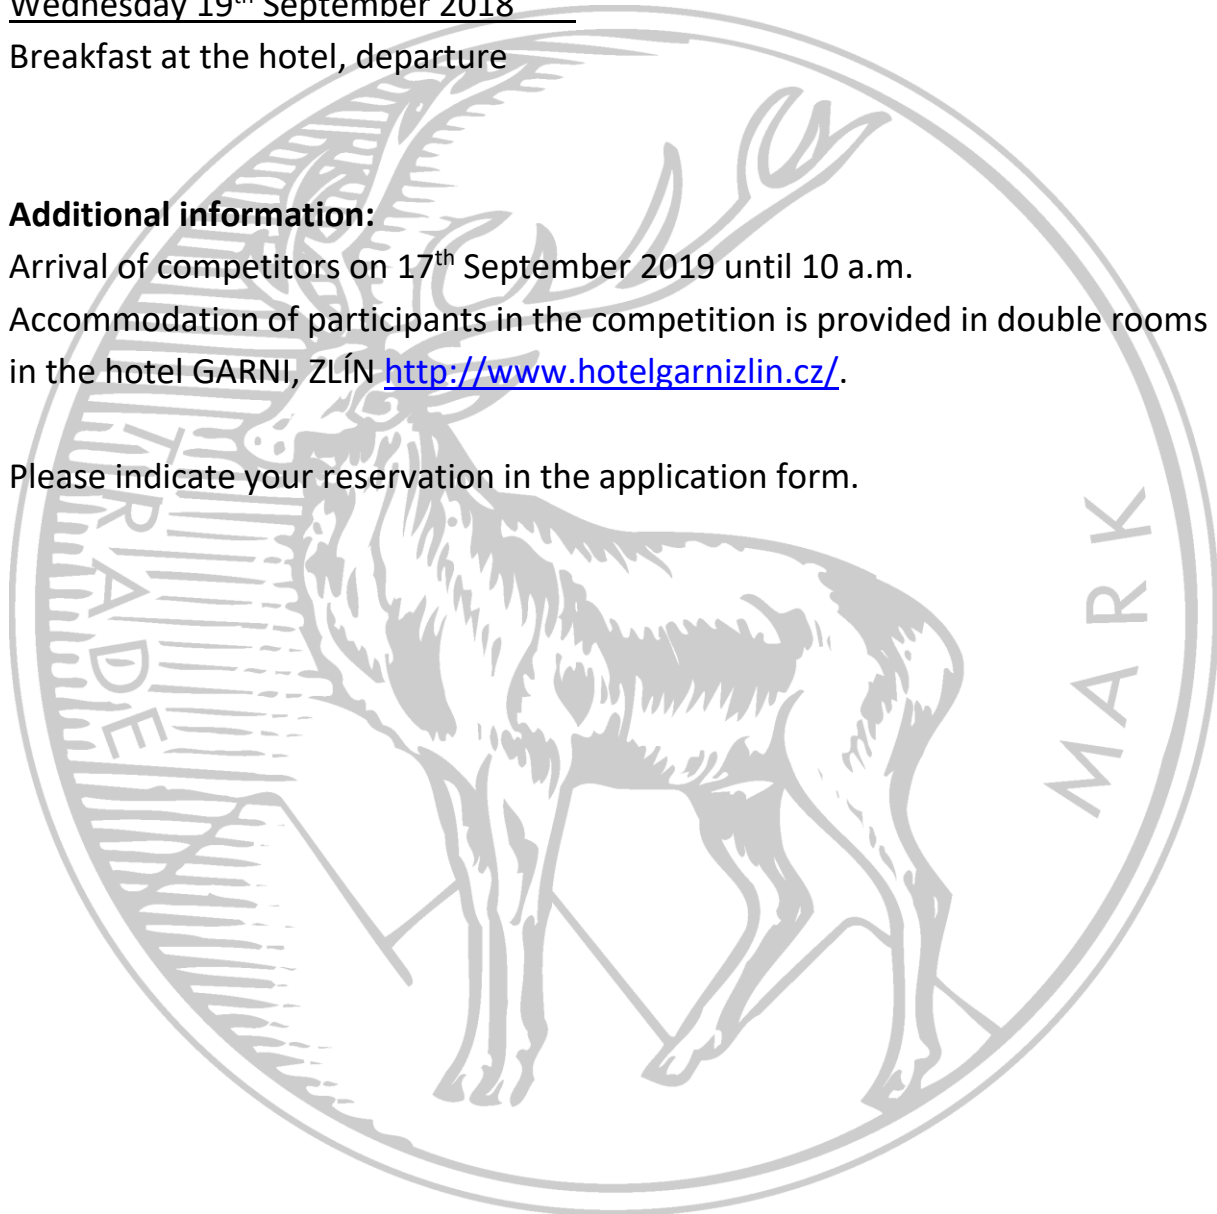 Wednesday 19th September 2018
Breakfast at the hotel, departure
Additional information:
Arrival of competitors on 17th September 2019 until 10 a.m.
Accommodation of participants in the competition is provided in double rooms
in the hotel GARNI, ZLÍN http://www.hotelgarnizlin.cz/.
Please indicate your reservation in the application form.
TRADE
MARK